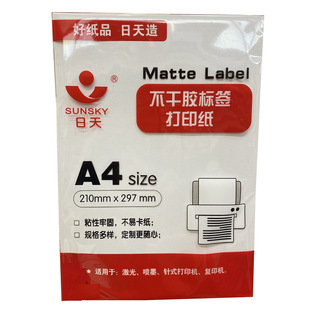 好纸品 日天造
®
SUNSKY
日天
Matte Label
不干胶标签
打印纸
A4 size
210mm x 297 mm
□：粘性牢固，不易卡纸；
□：规格多样，定制更随心；
★适用于：激光、喷墨、针式打印机、复印机。